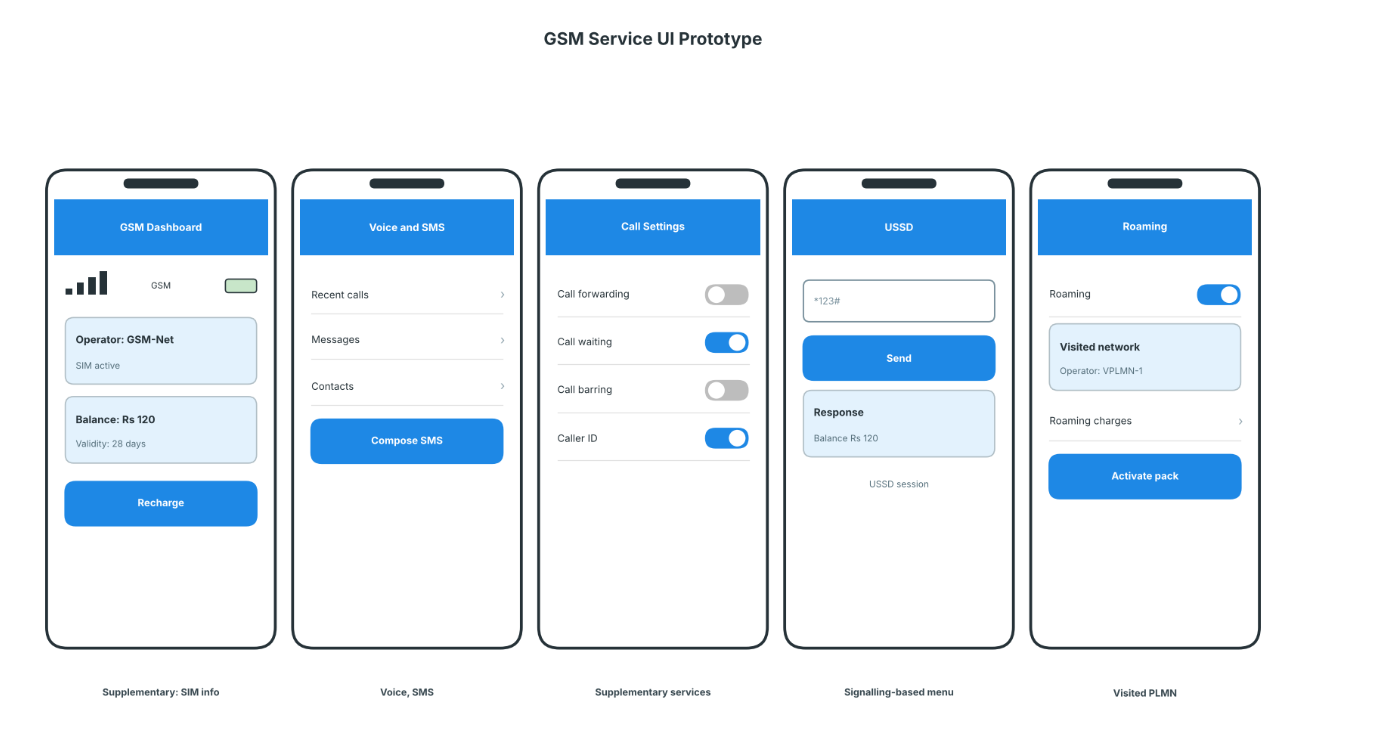 GSM Service UI Prototype
GSM Dashboard
GSM
Operator: GSM-Net
SIM active
Balance: Rs 120
Validity: 28 days
Recharge
Supplementary: SIM info
Voice and SMS
Recent calls
Messages
Contacts
Compose SMS
Voice, SMS
Call Settings
Call forwarding
Call waiting
Call barring
Caller ID
Supplementary services
USSD
*123#
Send
Response
Balance Rs 120
USSD session
Signalling-based menu
Roaming
Roaming
Visited network
Operator: VPLMN-1
Roaming charges
Activate pack
Visited PLMN